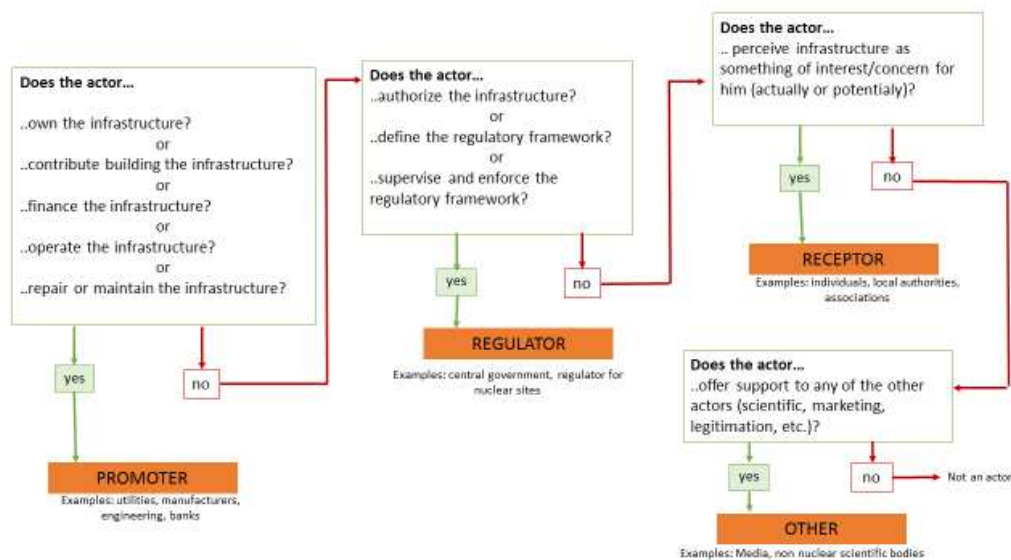 Does the actor...
..own the infrastructure?
or
..contribute building the infrastructure?
or
..finance the infrastructure?
or
..operate the infrastructure?
or
..repair or maintain the infrastructure?
yes
no
PROMOTER
Examples: utilities, manufacturers,
engineering, banks
Does the actor...
..authorize the infrastructure?
or
..define the regulatory framework?
or
..supervise and enforce the
regulatory framework?
yes
no
REGULATOR
Examples: central government, regulator for
nuclear sites
Does the actor...
.. perceive infrastructure as
something of interest/concern for
him (actually or potentialy)?
yes
no
RECEPTOR
Examples: individuals, local authorities,
associations
Does the actor...
..offer support to any of the other
actors (scientific, marketing,
legitimation, etc.)?
yes
no
Not an actor
OTHER
Examples: Media, non nuclear scientific bodies